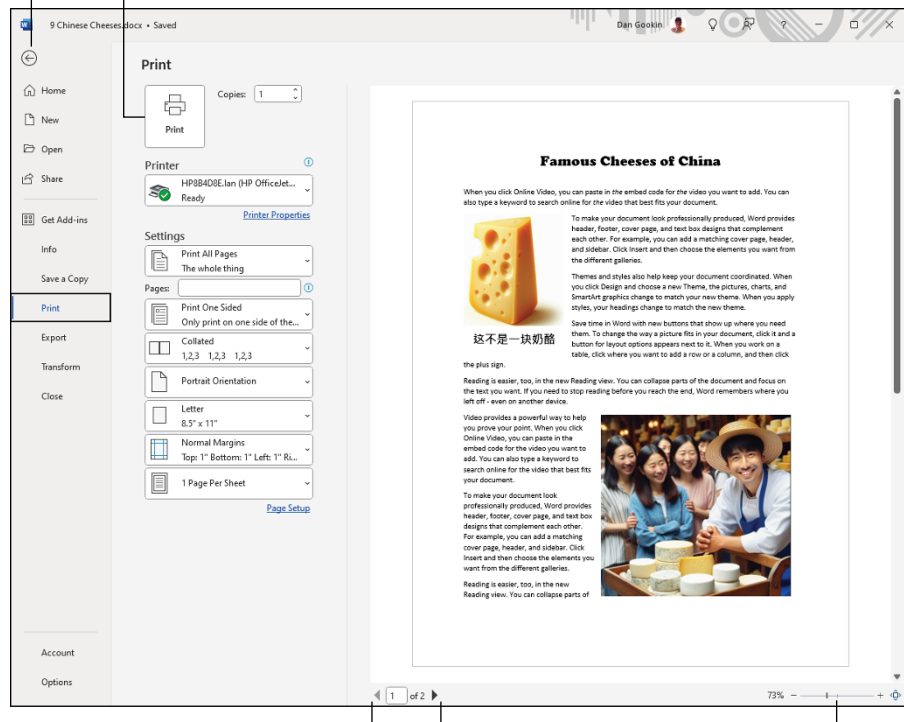 9 Chinese Cheeses.docx • Saved
Dan Gookin
?
Print
Home
New
Open
Share
Get Add-ins
Info
Save a Copy
Print
Export
Transform
Close
Account
Options
Print
Copies: 1
Printer
HP8B4D8E.lan (HP OfficeJet...
Ready
Printer Properties
Settings
Print All Pages
The whole thing
Pages:
Print One Sided
Only print on one side of the...
Collated
1,2,3 1,2,3 1,2,3
Portrait Orientation
Letter
8.5" x 11"
Normal Margins
Top: 1" Bottom: 1" Left: 1" Ri...
1 Page Per Sheet
Page Setup
Famous Cheeses of China
When you click Online Video, you can paste in the embed code for the video you want to add. You can
also type a keyword to search online for the video that best fits your document.
To make your document look professionally produced, Word provides
header, footer, cover page, and text box designs that complement
each other. For example, you can add a matching cover page, header,
and sidebar. Click Insert and then choose the elements you want from
the different galleries.
Themes and styles also help keep your document coordinated. When
you click Design and choose a new Theme, the pictures, charts, and
SmartArt graphics change to match your new theme. When you apply
styles, your headings change to match the new theme.
Save time in Word with new buttons that show up where you need
them. To change the way a picture fits in your document, click it and a
button for layout options appears next to it. When you work on a
table, click where you want to add a row or a column, and then click
这不是一块奶酪
the plus sign.
Reading is easier, too, in the new Reading view. You can collapse parts of the document and focus on
the text you want. If you need to stop reading before you reach the end, Word remembers where you
left off - even on another device.
Video provides a powerful way to help
you prove your point. When you click
Online Video, you can paste in the
embed code for the video you want to
add. You can also type a keyword to
search online for the video that best fits
your document.
To make your document look
professionally produced, Word provides
header, footer, cover page, and text box
designs that complement each other.
For example, you can add a matching
cover page, header, and sidebar. Click
Insert and then choose the elements you
want from the different galleries.
Reading is easier, too, in the new
Reading view. You can collapse parts of
1 of 2
73%